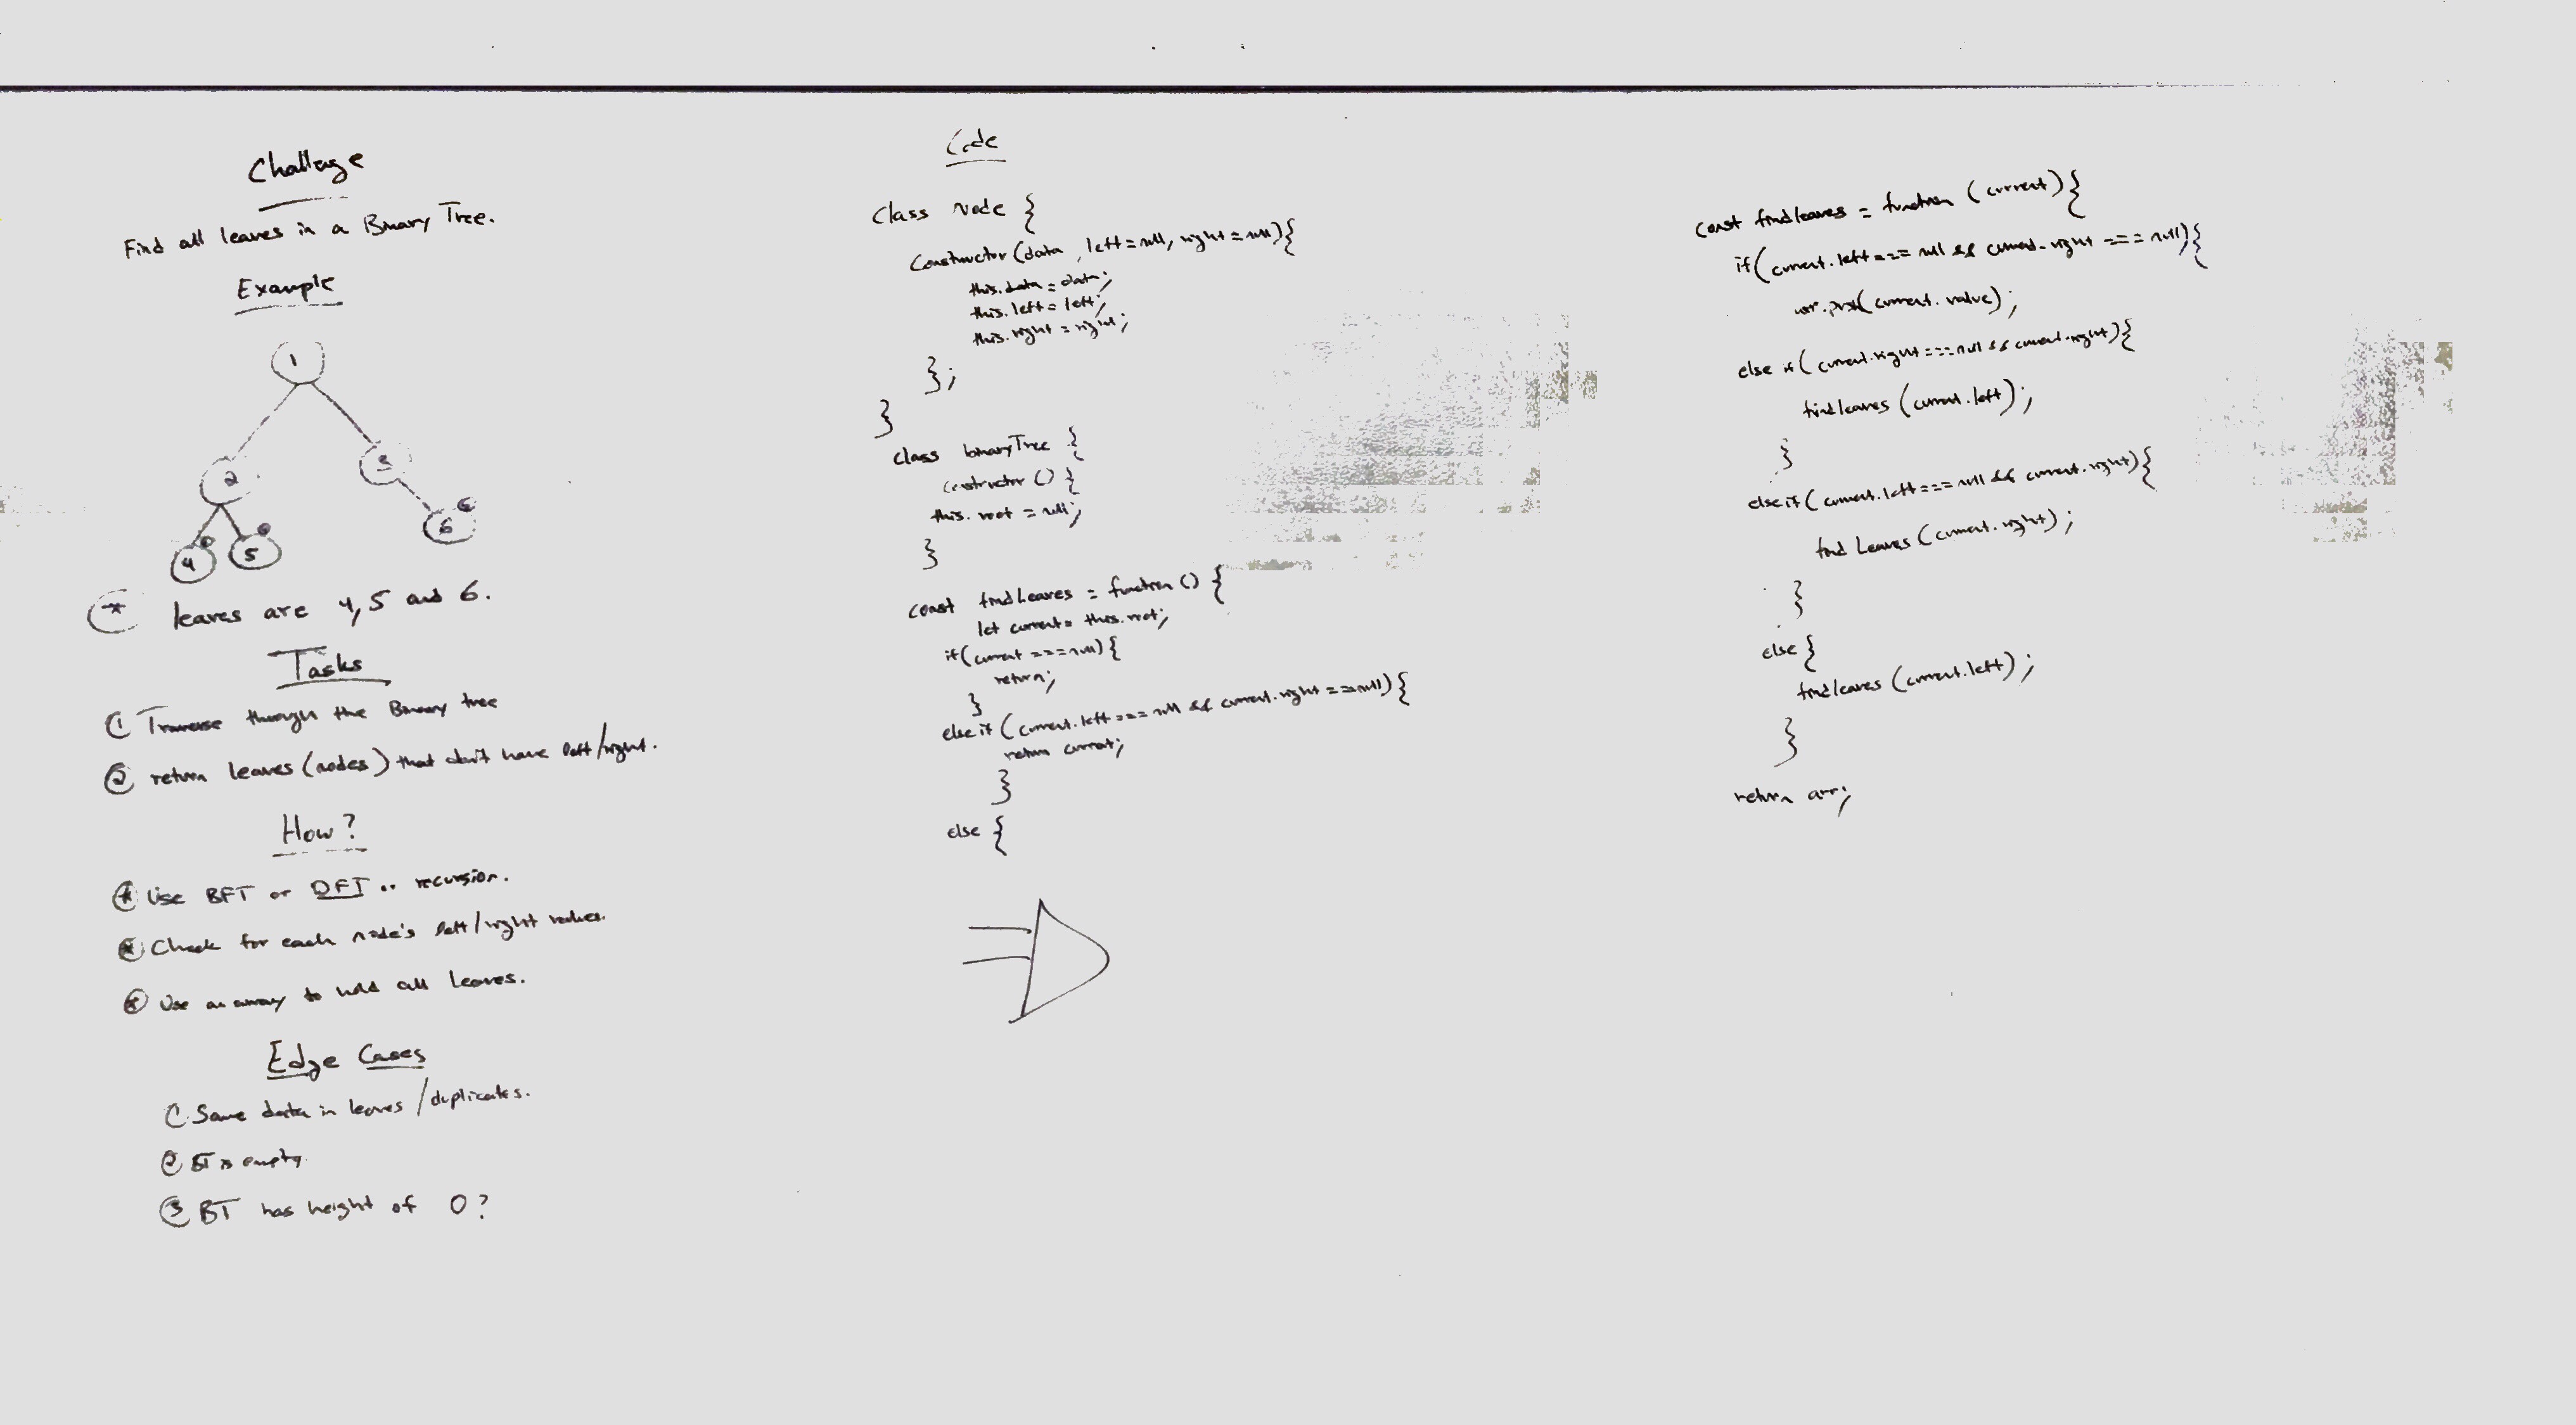 Challenge
Find all leaves in a Binary Tree.
Example
1
2
3
4
5
6
* leaves are 4, 5 and 6.
Tasks
1 Traverse through the Binary tree
2 return leaves (nodes) that don't have left/right.
How?
* Use BFT or DFT .. recursion.
* Check for each node's left/right values.
* Use an array to hold all leaves.
Edge Cases
1 Same data in leaves / duplicates.
2 BT is empty.
3 BT has height of 0?
Code
Class Node {
Constructor (data, left = null, right = null) {
this.data = data;
this.left = left;
this.right = right;
};
}
Class binaryTree {
constructor () {
this.root = null;
}
const findLeaves = function () {
let current = this.root;
if (current === null) {
return;
}
else if (current.left === null && current.right === null) {
return current;
}
else {
const findleaves = function (current) {
if (current.left === null && current.right === null) {
arr.push(current.value);
else if (current.right === null && current.right) {
findleaves (current.left);
}
else if (current.left === null && current.right) {
find Leaves (current.right);
}
else {
findleaves (current.left);
}
return arr;